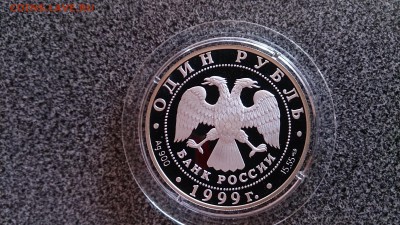 ОДИН РУБЛЬ
Ag 900
15,55
БАНК РОССИИ
1999 г.